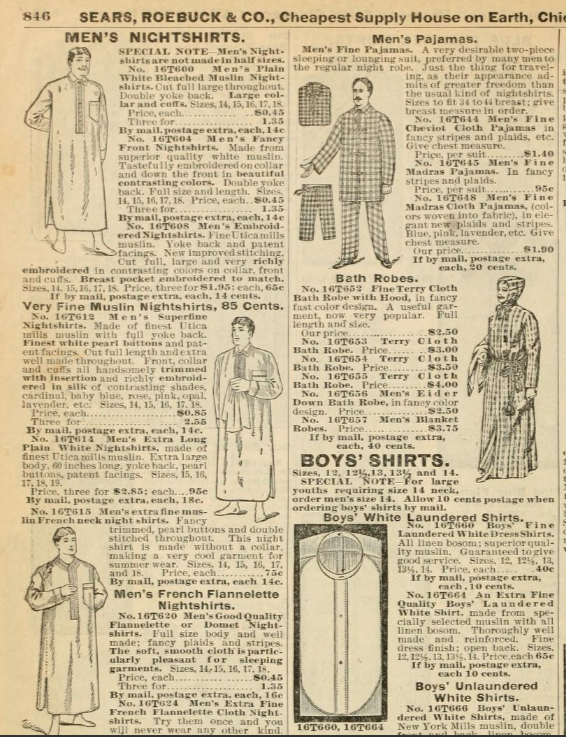 846 SEARS, ROEBUCK & CO., Cheapest Supply House on Earth, Chi
MEN'S NIGHTSHIRTS.
SPECIAL NOTE—Men's Night-
shirts are not made in half sizes.
No. 16T600 Men's Plain
White Bleached Muslin Night-
shirts. Cut full large throughout.
Double yoke back. Large col-
lar and cuffs. Sizes, 14, 15, 16, 17, 18.
Price, each $0.45
Three for 1.35
By mail, postage extra, each, 14c
No. 16T604 Men's Fancy
Front Nightshirts. Made from
superior quality white muslin.
Tastefully embroidered on collar
and down the front in beautiful
contrasting colors. Double yoke
back. Full size and length. Sizes,
14, 15, 16, 17, 18. Price, each $0.45
Three for 1.35
By mail, postage extra, each, 14c
No. 16T608 Men's Embroid-
ered Nightshirts. Fine Utica mills
muslin. Yoke back and patent
facings. New improved stitching.
Cut full, large and very richly
embroidered in contrasting colors on collar, front
and cuffs. Breast pocket embroidered to match.
Sizes, 14, 15, 16, 17, 18. Price, three for $1.95; each, 65c
If by mail, postage extra, each, 14 cents.
Very Fine Muslin Nightshirts, 85 Cents.
No. 16T612 Men's Superfine
Nightshirts. Made of finest Utica
mills muslin with full yoke back.
Finest white pearl buttons and pat-
ent facings. Cut full length and extra
well made throughout. Front, collar
and cuffs all handsomely trimmed
with insertion and richly embroid-
ered in silk of contrasting shades,
cardinal, baby blue, rose, pink, opal,
lavender, etc. Sizes, 14, 15, 16, 17, 18.
Price, each $0.85
Three for 2.55
By mail, postage extra, each, 14c.
No. 16T614 Men's Extra Long
Plain White Nightshirts, made of
finest Utica mills muslin. Extra large
body, 60 inches long, yoke back, pearl
buttons, patent facings. Sizes, 15, 16,
17, 18, 19.
Price, three for $2.85; each 95c
By mail, postage extra, each, 18c.
No. 16T615 Men's extra fine mus-
lin French neck night shirts. Fancy
trimmed, pearl buttons and double
stitched throughout. This night
shirt is made without a collar,
making a very cool garment for
summer wear. Sizes, 14, 15, 16, 17,
and 18. Price, each 75c
By mail, postage extra, each 14c.
Men's French Flannelette
Nightshirts.
No. 16T620 Men's Good Quality
Flannelette or Domet Night-
shirts. Full size body and well
made; fancy plaids and stripes.
The soft, smooth cloth is partic-
ularly pleasant for sleeping
garments. Sizes, 14, 15, 16, 17, 18.
Price, each $0.45
Three for 1.35
By mail, postage extra, each, 16c
No. 16T624 Men's Extra Fine
French Flannelette Cloth Night-
shirts. Try them once and you
will never wear any other kind.
Men's Pajamas.
Men's Fine Pajamas. A very desirable two-piece
sleeping or lounging suit, preferred by many men to
the regular night robe. Just the thing for travel-
ing, as their appearance ad-
mits of greater freedom than
the usual kind of nightshirts.
Sizes to fit 34 to 44 breast; give
breast measure in order.
No. 16T644 Men's Fine
Cheviot Cloth Pajamas in
fancy stripes and plaids, etc.
Give chest measure.
Price, per suit $1.40
No. 16T645 Men's Fine
Madras Pajamas. In fancy
stripes and plaids.
Price, per suit 95c
No. 16T648 Men's Fine
Madras Cloth Pajamas, (col-
ors woven into fabric), in ele-
gant new plaids and stripes.
Blue, pink, lavender, etc. Give
chest measure.
Our price $1.90
If by mail, postage extra,
each, 20 cents.
Bath Robes.
No. 16T652 Fine Terry Cloth
Bath Robe with Hood, in fancy
fast color design. A useful gar-
ment, now very popular. Full
length and size.
Our price $2.50
No. 16T653 Terry Cloth
Bath Robe. Price $3.00
No. 16T654 Terry Cloth
Bath Robe. Price $3.50
No. 16T655 Terry Cloth
Bath Robe. Price $4.00
No. 16T656 Men's Eider
Down Bath Robe, in fancy color
design. Price $2.50
No. 16T657 Men's Blanket
Robes. Price $3.75
If by mail, postage extra,
each, 40 cents.
BOYS' SHIRTS.
Sizes, 12, 12½, 13, 13½ and 14.
SPECIAL NOTE—For large
youths requiring size 14 neck,
order men's size 14. Allow 10 cents postage when
ordering boys' shirts by mail.
Boys' White Laundered Shirts.
No. 16T660 Boys' Fine
Laundered White Dress Shirts.
All linen bosom; superior qual-
ity muslin. Guaranteed to give
good service. Sizes, 12, 12½, 13,
13½, 14. Price, each 40c
If by mail, postage extra,
each, 10 cents.
No. 16T664 An Extra Fine
Quality Boys' Laundered
White Shirt, made from spe-
cially selected muslin with all
linen bosom. Thoroughly well
made and reinforced. Fine
dress finish; open back. Sizes,
12, 12½, 13, 13½, 14. Price, each 65c
If by mail, postage extra,
each 10 cents.
Boys' Unlaundered
White Shirts.
No. 16T666 Boys' Unlaun-
dered White Shirts, made of
New York Mills muslin, double
16T660, 16T664